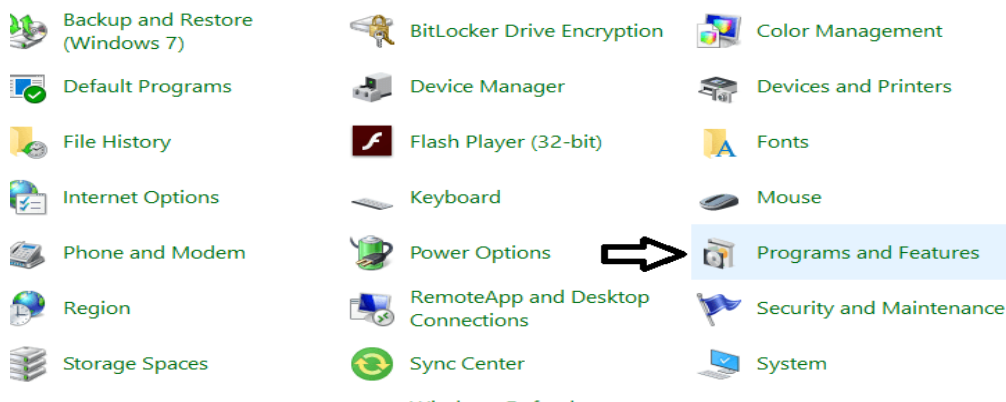 Backup and Restore
(Windows 7)
BitLocker Drive Encryption
Color Management
Default Programs
Device Manager
Devices and Printers
File History
Flash Player (32-bit)
Fonts
Internet Options
Keyboard
Mouse
Phone and Modem
Power Options
Programs and Features
Region
RemoteApp and Desktop
Connections
Security and Maintenance
Storage Spaces
Sync Center
System